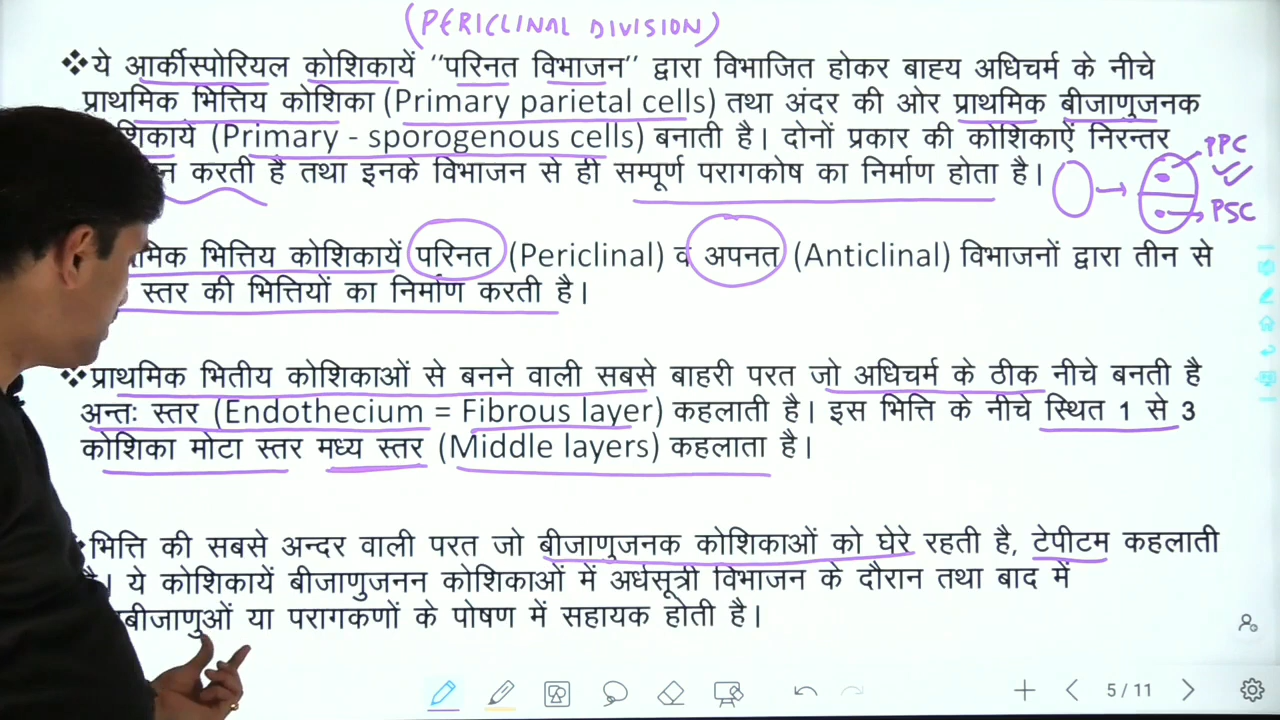 (PERICLINAL DIVISION)
❖ये आर्कीस्पोरियल कोशिकायें "परिनत विभाजन" द्वारा विभाजित होकर बाह्य अधिचर्म के नीचे
प्राथमिक भित्तिय कोशिका (Primary parietal cells) तथा अंदर की ओर प्राथमिक बीजाणुजनक
(Primary - sporogenous cells) बनाती है। दोनों प्रकार की कोशिकाऐं निरन्तर
करती है तथा इनके विभाजन से ही सम्पूर्ण परागकोष का निर्माण होता है।
PPC
PSC
भित्तिय कोशिकायें परिनत (Periclinal) व अपनत (Anticlinal) विभाजनों द्वारा तीन से
स्तर की भित्तियों का निर्माण करती है।
❖प्राथमिक भितीय कोशिकाओं से बनने वाली सबसे बाहरी परत जो अधिचर्म के ठीक नीचे बनती है
अन्तः स्तर (Endothecium = Fibrous layer) कहलाती है। इस भित्ति के नीचे स्थित 1 से 3
कोशिका मोटा स्तर मध्य स्तर (Middle layers) कहलाता है।
भित्ति की सबसे अन्दर वाली परत जो बीजाणुजनक कोशिकाओं को घेरे रहती है, टेपीटम कहलाती
ये कोशिकायें बीजाणुजनन कोशिकाओं में अर्धसूत्री विभाजन के दौरान तथा बाद में
या परागकणों के पोषण में सहायक होती है।
5 / 11